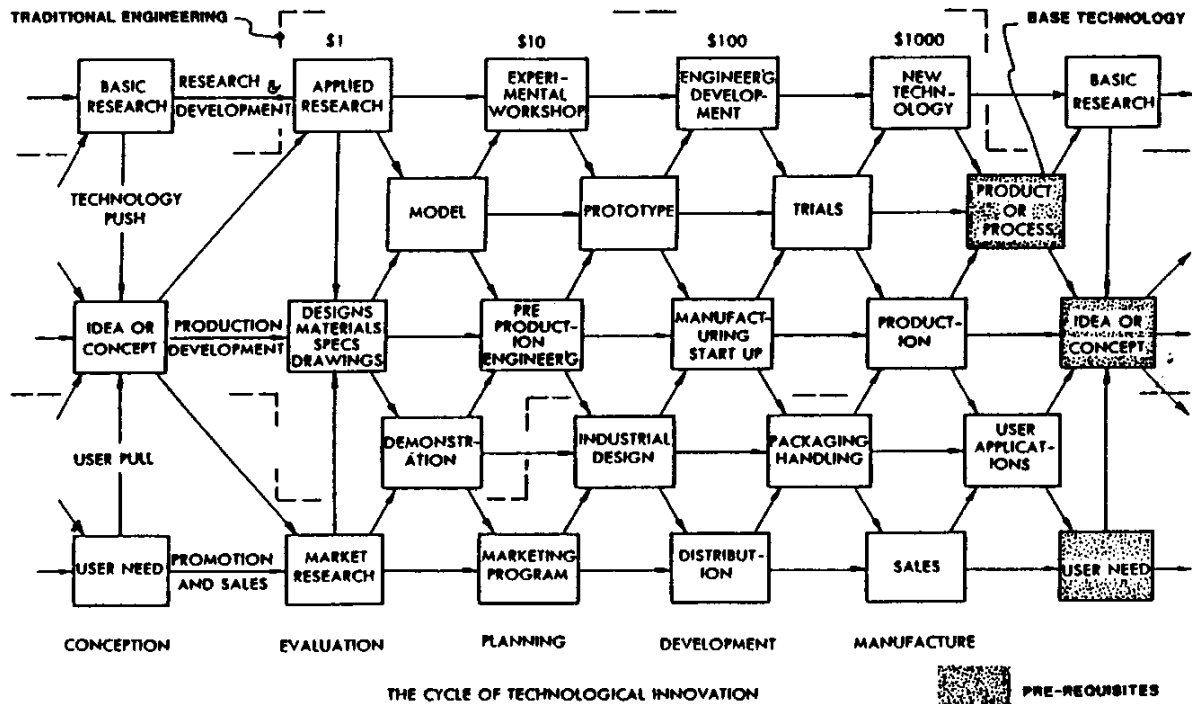 TRADITIONAL ENGINEERING
BASE TECHNOLOGY
$1
$10
$100
$1000
BASIC
RESEARCH
RESEARCH &
DEVELOPMENT
APPLIED
RESEARCH
EXPERI-
MENTAL
WORKSHOP
ENGINEER'G
DEVELOP-
MENT
NEW
TECHN-
OLOGY
BASIC
RESEARCH
TECHNOLOGY
PUSH
MODEL
PROTOTYPE
TRIALS
PRODUCT
OR
PROCESS
IDEA OR
CONCEPT
PRODUCTION
DEVELOPMENT
DESIGNS
MATERIALS
SPECS
DRAWINGS
PRE
PRODUCT-
ION
ENGINEER'G
MANUFACT-
URING
START UP
PRODUCT-
ION
IDEA OR
CONCEPT
USER PULL
DEMONSTR-
ATION
INDUSTRIAL
DESIGN
PACKAGING
HANDLING
USER
APPLICAT-
IONS
USER NEED
PROMOTION
AND SALES
MARKET
RESEARCH
MARKETING
PROGRAM
DISTRIBUT-
ION
SALES
USER NEED
CONCEPTION
EVALUATION
PLANNING
DEVELOPMENT
MANUFACTURE
THE CYCLE OF TECHNOLOGICAL INNOVATION
PRE-REQUISITES